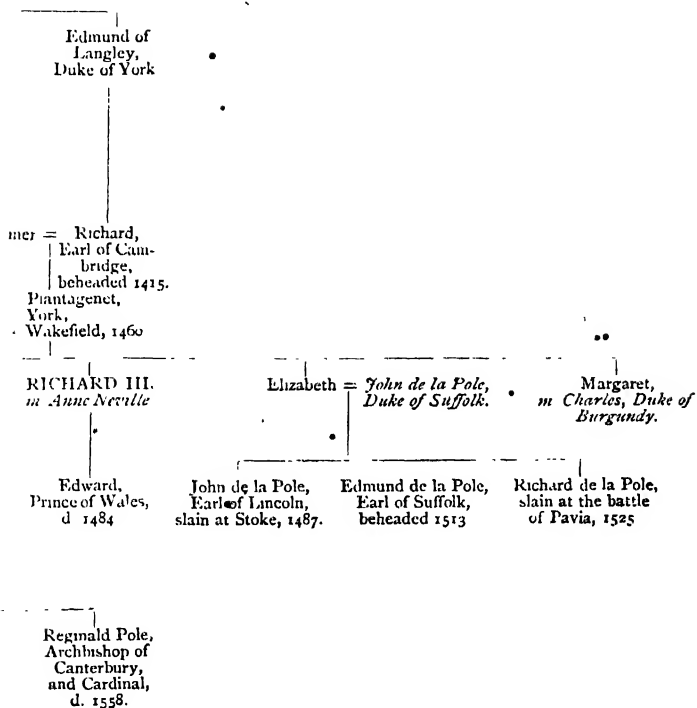 Edmund of
Langley,
Duke of York
mer = Richard,
Earl of Cam-
bridge,
beheaded 1415.
Plantagenet,
York,
Wakefield, 1460
RICHARD III.
m Anne Neville
Elizabeth = John de la Pole,
Duke of Suffolk.
Margaret,
m Charles, Duke of
Burgundy.
Edward,
Prince of Wales,
d 1484
John de la Pole,
Earl of Lincoln,
slain at Stoke, 1487.
Edmund de la Pole,
Earl of Suffolk,
beheaded 1513
Richard de la Pole,
slain at the battle
of Pavia, 1525
Reginald Pole,
Archbishop of
Canterbury,
and Cardinal,
d. 1558.